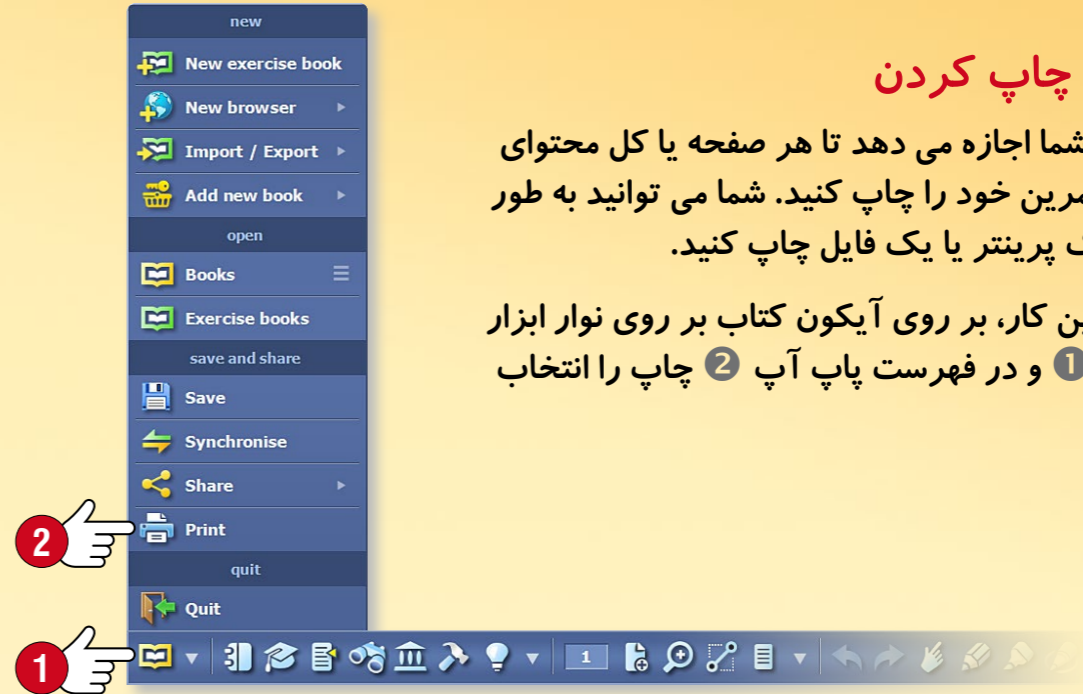 new
New exercise book
New browser
Import / Export
Add new book
open
Books
Exercise books
save and share
Save
Synchronise
Share
Print
quit
Quit
2
1
1
چاپ کردن
شما اجازه می دهد تا هر صفحه یا کل محتوای
خود را چاپ کنید. شما می توانید به طور
پرینتر یا یک فایل چاپ کنید.
کار، بر روی آیکون کتاب بر روی نوار ابزار
❶ و در فهرست پاپ آپ ❷ چاپ را انتخاب